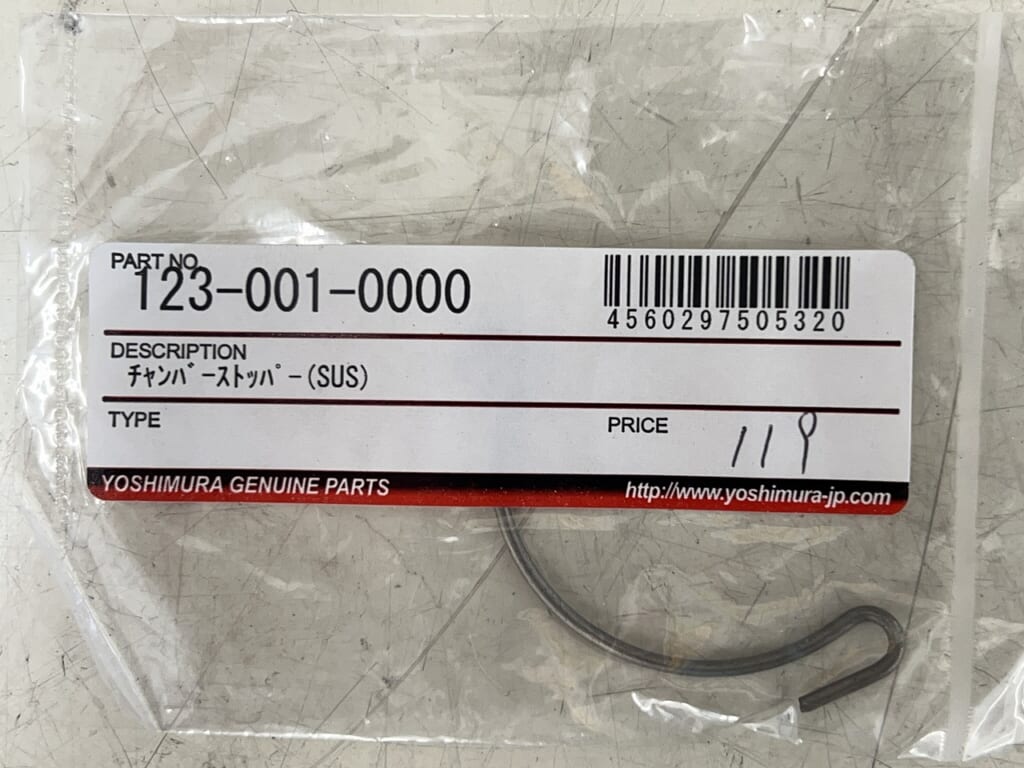 PART NO.
123-001-0000
4560297505320
DESCRIPTION
ﾁｬﾝﾊﾞｰｽﾄｯﾊﾟｰ(SUS)
TYPE
PRICE 119
YOSHIMURA GENUINE PARTS
http://www.yoshimura-jp.com